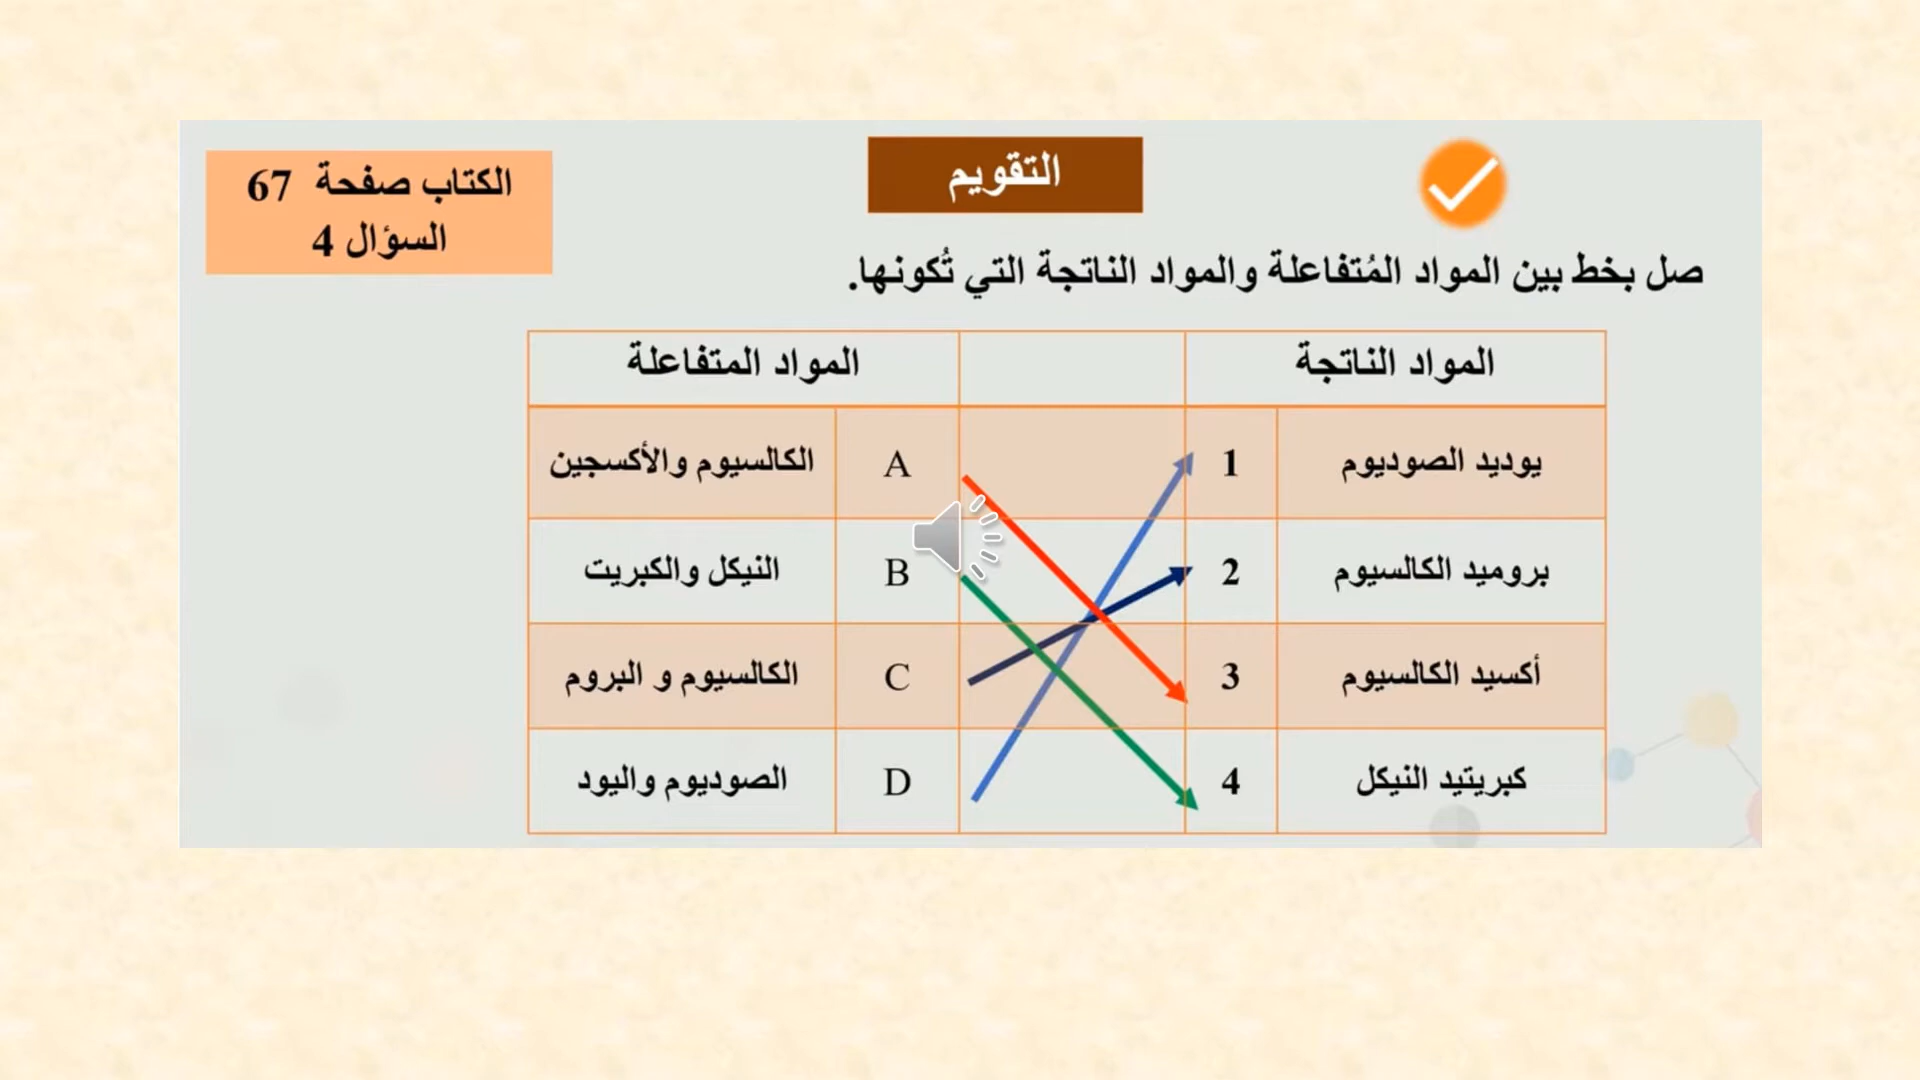 التقويم
الكتاب صفحة 67
السؤال 4
صل بخط بين المواد المُتفاعلة والمواد الناتجة التي تُكونها.
المواد الناتجة المواد المتفاعلة
يوديد الصوديوم 1 A الكالسيوم والأكسجين
بروميد الكالسيوم 2 B النيكل والكبريت
أكسيد الكالسيوم 3 C الكالسيوم و البروم
كبريتيد النيكل 4 D الصوديوم واليود